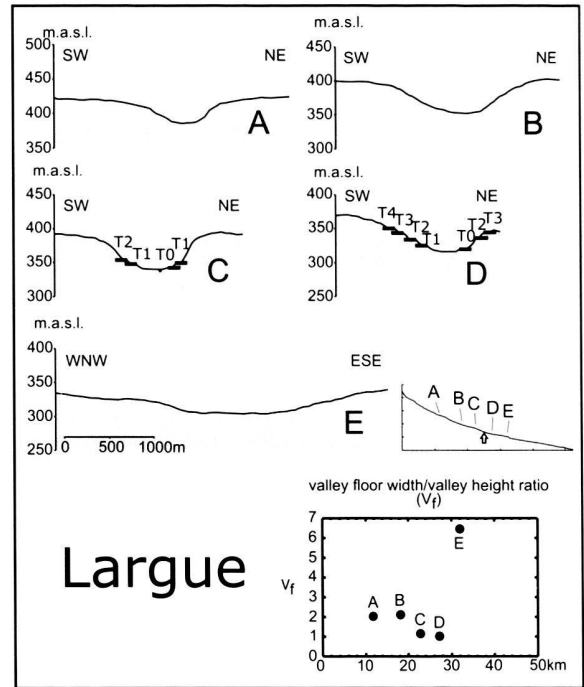 m.a.s.l.
500
450
400
350
SW
NE
A
m.a.s.l.
450
400
350
300
SW
NE
B
m.a.s.l.
450
400
350
300
SW
NE
T2
T1
T0
T1
C
m.a.s.l.
400
350
300
250
SW
NE
T4
T3
T2
T1
T0
T2
T3
D
m.a.s.l.
400
350
300
250
WNW
ESE
0 500 1000m
E
A
B
C
D
E
valley floor width/valley height ratio
(Vf)
Largue
Vf
7
6
5
4
3
2
1
0
A
B
C
D
E
0 10 20 30 40 50km